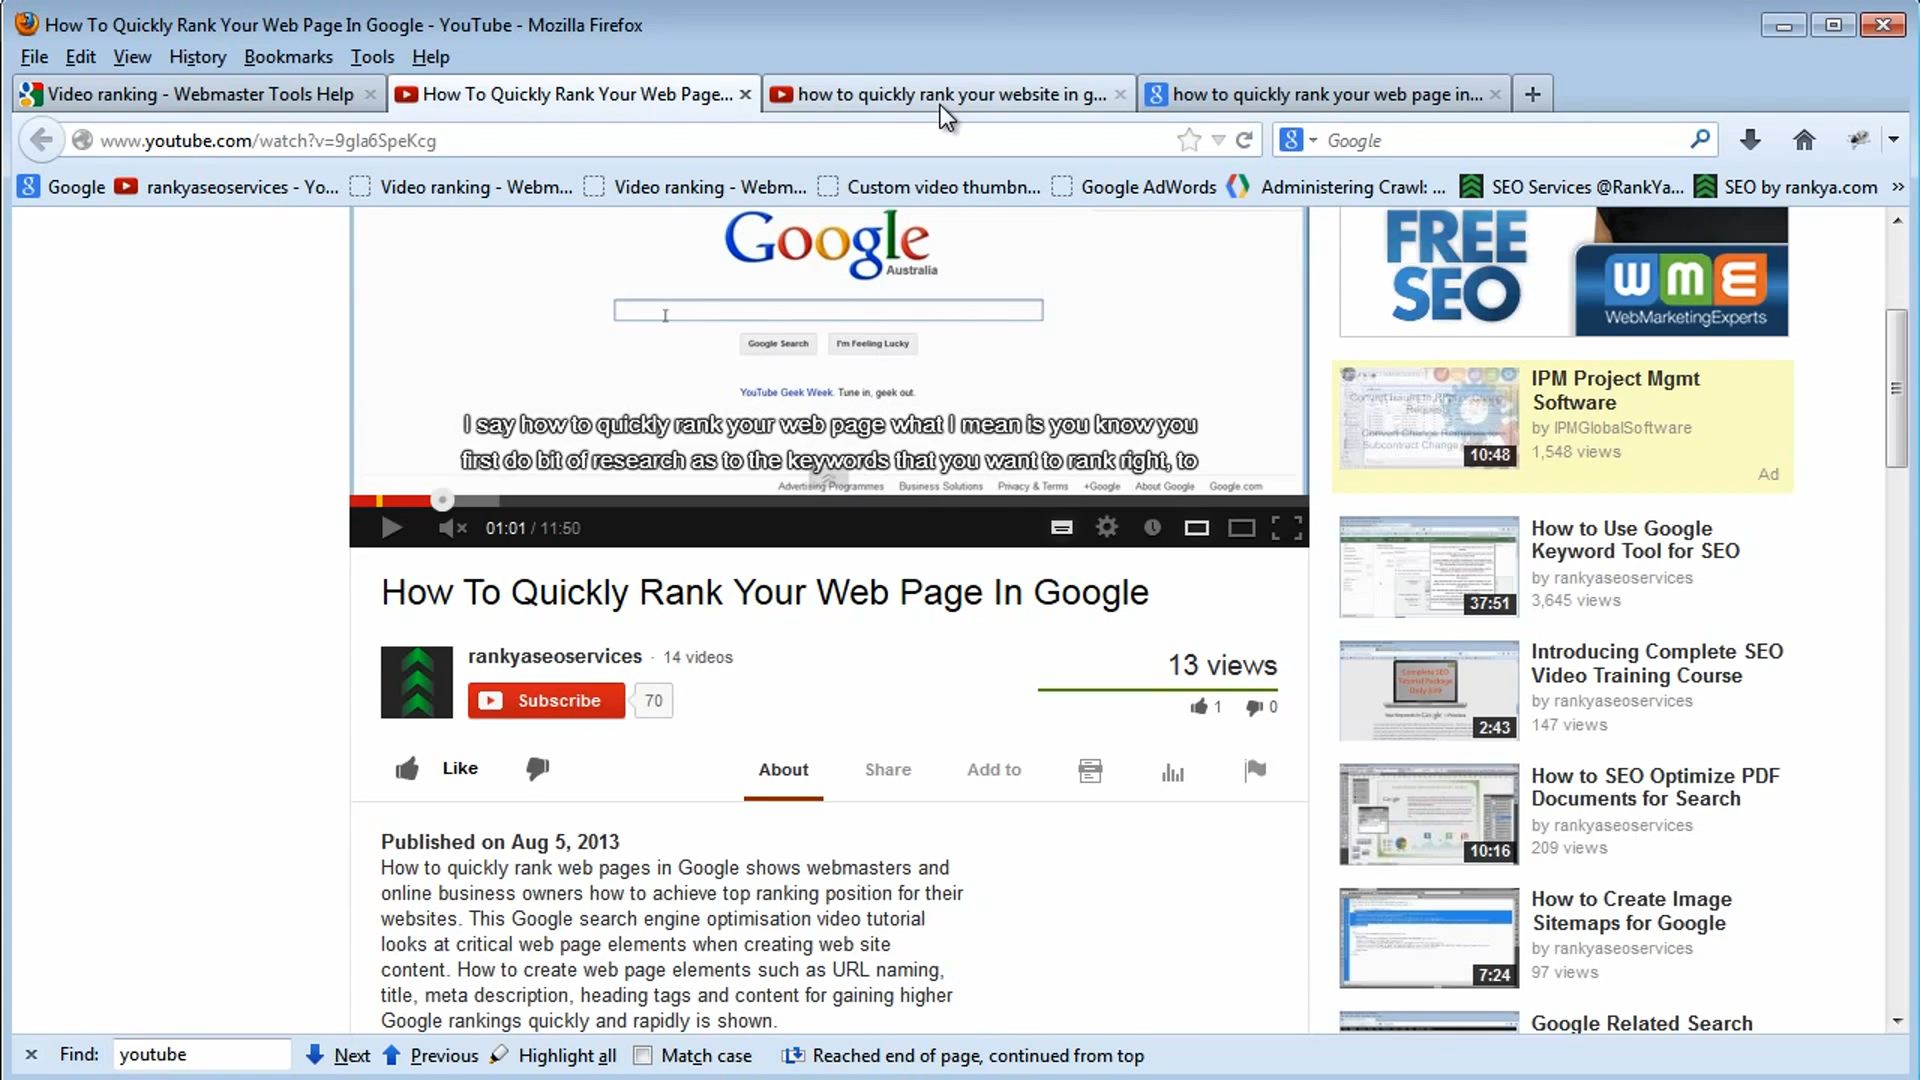 How To Quickly Rank Your Web Page In Google - YouTube - Mozilla Firefox
File Edit View History Bookmarks Tools Help
Video ranking - Webmaster Tools Help
How To Quickly Rank Your Web Page...
how to quickly rank your website in g...
how to quickly rank your web page in...
www.youtube.com/watch?v=9gla6SpeKcg
Google
Google
rankyaseoservices - Yo...
Video ranking - Webm...
Video ranking - Webm...
Custom video thumbn...
Google AdWords
Administering Crawl: ...
SEO Services @RankYa...
SEO by rankya.com
Google
Australia
Google Search
I'm Feeling Lucky
YouTube Geek Week. Tune in, geek out.
I say how to quickly rank your web page what I mean is you know you
first do bit of research as to the keywords that you want to rank right, to
Advertising Programmes Business Solutions Privacy & Terms +Google About Google Google.com
01:01 / 11:50
How To Quickly Rank Your Web Page In Google
rankyaseoservices · 14 videos
Subscribe 70
13 views
1 0
Like
About Share Add to
Published on Aug 5, 2013
How to quickly rank web pages in Google shows webmasters and
online business owners how to achieve top ranking position for their
websites. This Google search engine optimisation video tutorial
looks at critical web page elements when creating web site
content. How to create web page elements such as URL naming,
title, meta description, heading tags and content for gaining higher
Google rankings quickly and rapidly is shown.
FREE
SEO
WME
WebMarketingExperts
IPM Project Mgmt
Software
by IPMGlobalSoftware
1,548 views
Ad
10:48
How to Use Google
Keyword Tool for SEO
by rankyaseoservices
3,645 views
37:51
Introducing Complete SEO
Video Training Course
by rankyaseoservices
147 views
2:43
How to SEO Optimize PDF
Documents for Search
by rankyaseoservices
209 views
10:16
How to Create Image
Sitemaps for Google
by rankyaseoservices
97 views
7:24
Google Related Search
Find: youtube Next Previous Highlight all Match case Reached end of page, continued from top